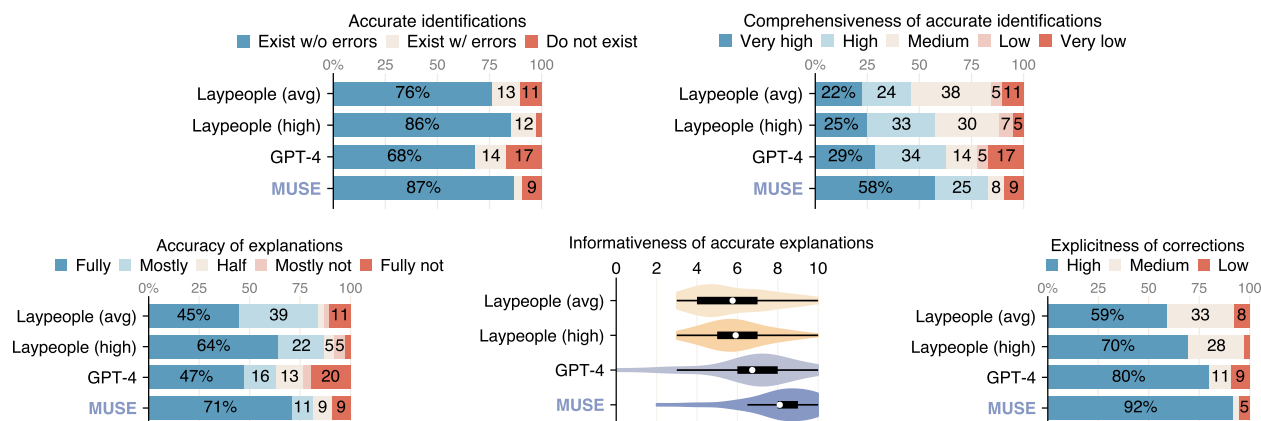 Accurate identifications
Exist w/o errors Exist w/ errors Do not exist
0% 25 50 75 100
Laypeople (avg) 76% 13 11
Laypeople (high) 86% 12
GPT-4 68% 14 17
MUSE 87% 9
Comprehensiveness of accurate identifications
Very high High Medium Low Very low
0% 25 50 75 100
Laypeople (avg) 22% 24 38 5 11
Laypeople (high) 25% 33 30 7 5
GPT-4 29% 34 14 5 17
MUSE 58% 25 8 9
Accuracy of explanations
Fully Mostly Half Mostly not Fully not
0% 25 50 75 100
Laypeople (avg) 45% 39 11
Laypeople (high) 64% 22 5 5
GPT-4 47% 16 13 20
MUSE 71% 11 9 9
Informativeness of accurate explanations
0 2 4 6 8 10
Laypeople (avg)
Laypeople (high)
GPT-4
MUSE
Explicitness of corrections
High Medium Low
0% 25 50 75 100
Laypeople (avg) 59% 33 8
Laypeople (high) 70% 28
GPT-4 80% 11 9
MUSE 92% 5